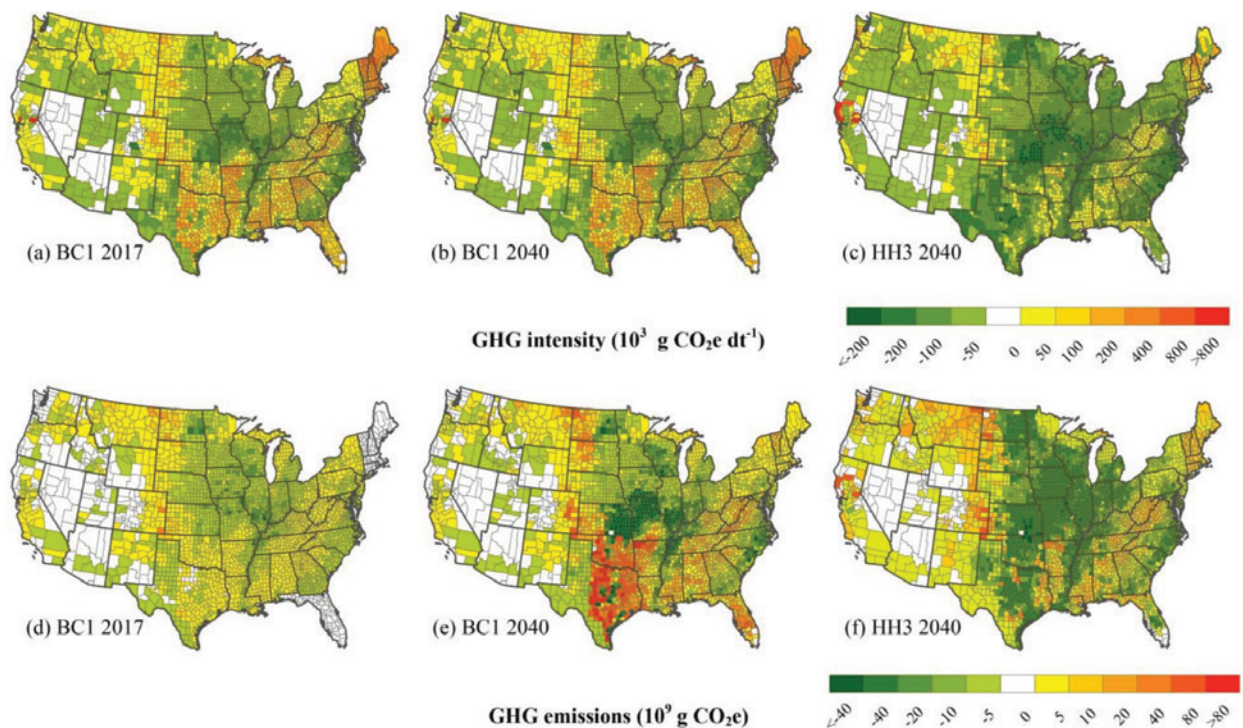 (a) BC1 2017
(b) BC1 2040
(c) HH3 2040
GHG intensity (10³ g CO₂e dt⁻¹)
<-200
-200
-100
-50
0
50
100
200
400
800
>800
(d) BC1 2017
(e) BC1 2040
(f) HH3 2040
GHG emissions (10⁹ g CO₂e)
<-40
-40
-20
-10
-5
0
5
10
20
40
80
>80